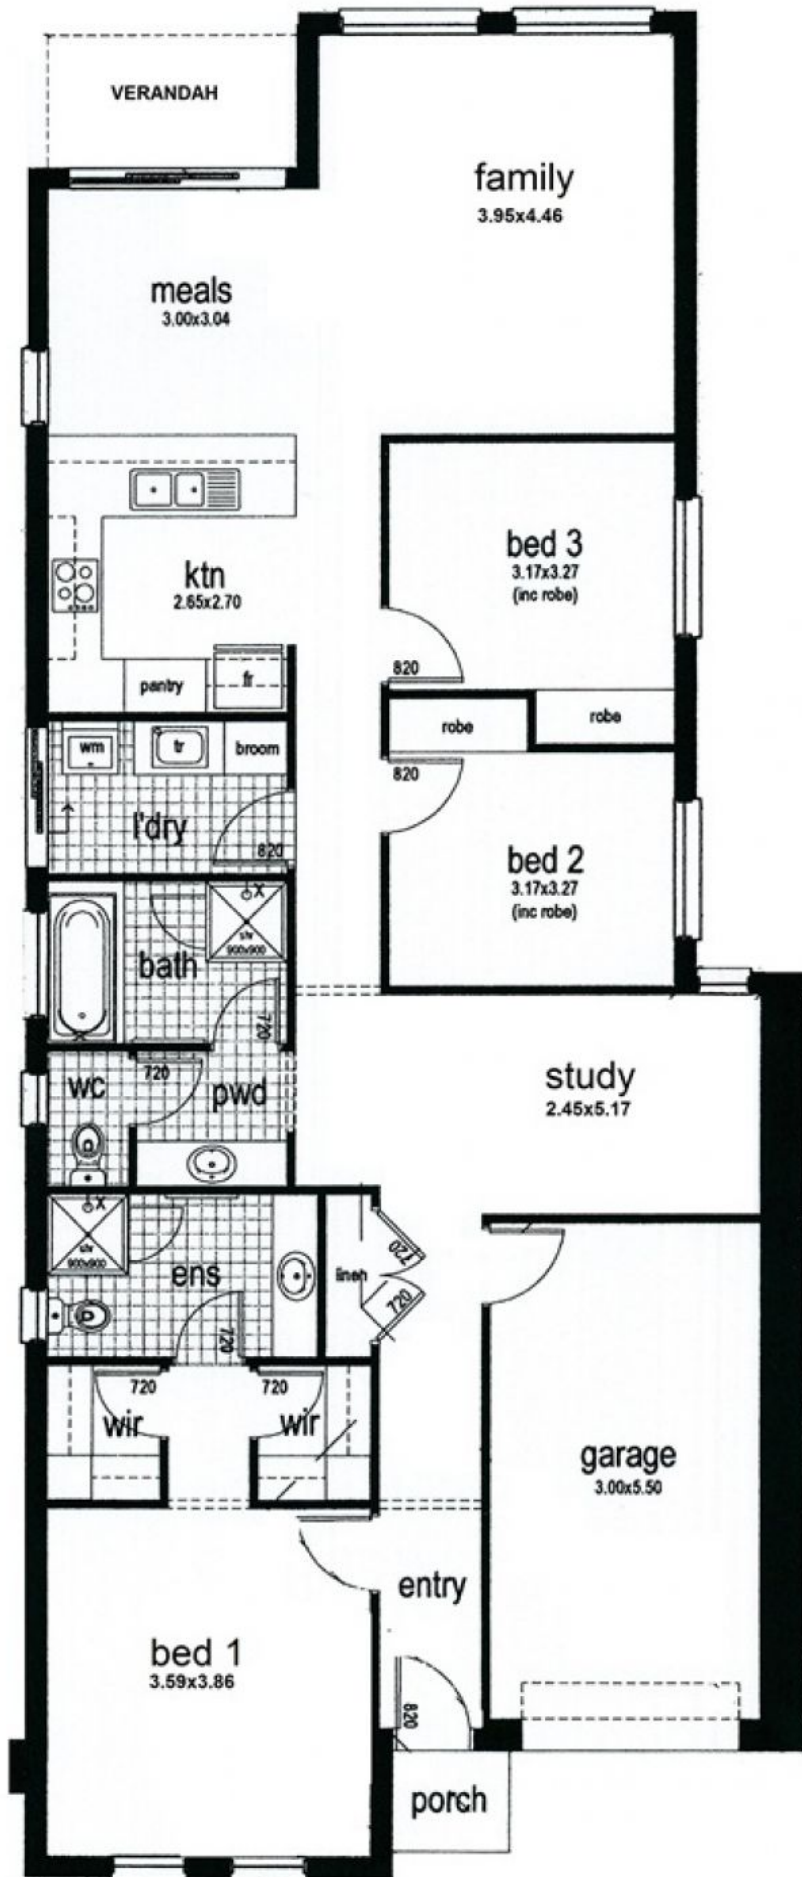 VERANDAH
family
3.95x4.46
meals
3.00x3.04
bed 3
3.17x3.27
(inc robe)
ktn
2.65x2.70
820
pantry
fr
robe
robe
wm
tr
broom
820
l'dry
820
bed 2
3.17x3.27
(inc robe)
x
shr
900x900
bath
720
x
wc
720
pwd
study
2.45x5.17
x
shr
900x900
ens
linen
720
720
720
720
720
wir
wir
garage
3.00x5.50
entry
bed 1
3.59x3.86
820
porch